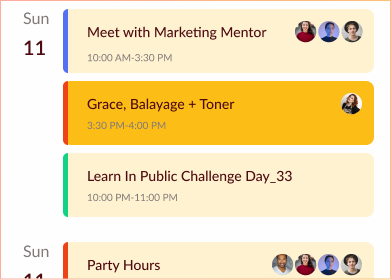 Sun
11
Meet with Marketing Mentor
10:00 AM-3:30 PM
Grace, Balayage + Toner
3:30 PM-4:00 PM
Learn In Public Challenge Day_33
10:00 PM-11:00 PM
Sun
11
Party Hours